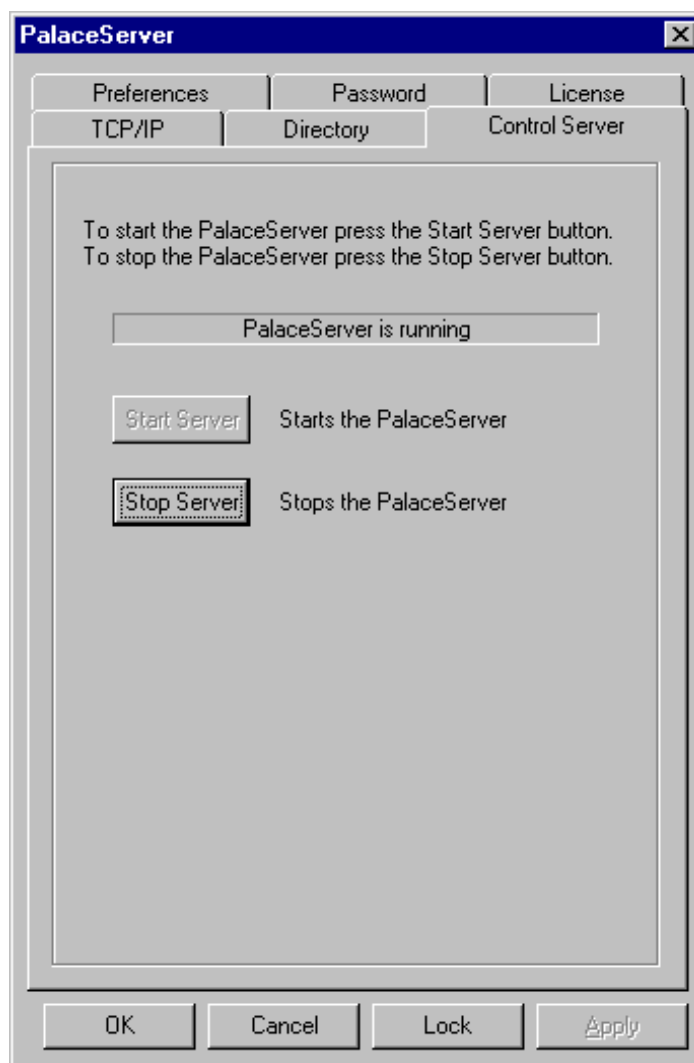 PalaceServer
Preferences Password License
TCP/IP Directory Control Server
To start the PalaceServer press the Start Server button.
To stop the PalaceServer press the Stop Server button.
PalaceServer is running
Start Server Starts the PalaceServer
Stop Server Stops the PalaceServer
OK Cancel Lock Apply